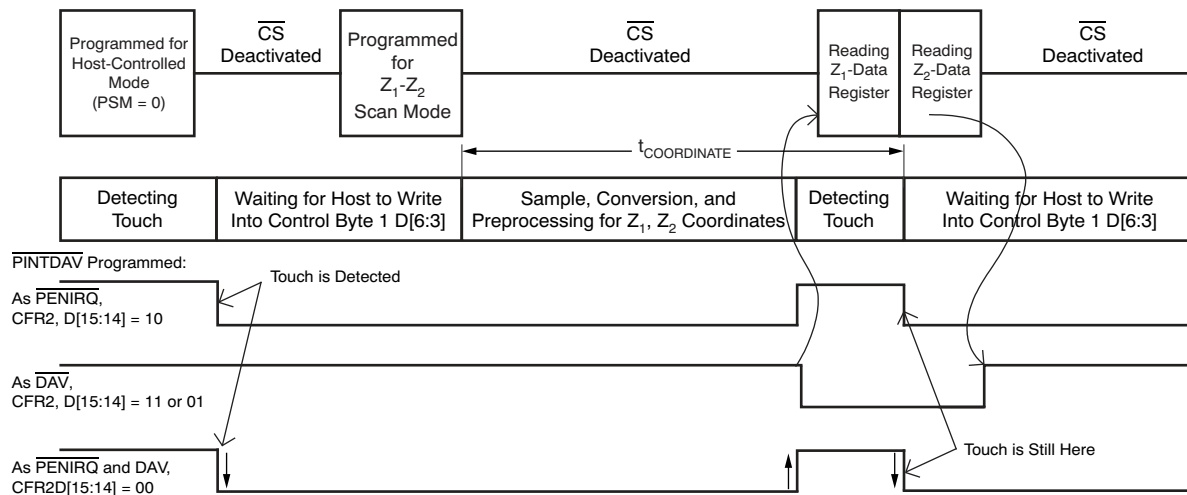 Programmed for
Host-Controlled
Mode
(PSM = 0)
CS
Deactivated
Programmed
for
Z1-Z2
Scan Mode
CS
Deactivated
Reading
Z1-Data
Register
Reading
Z2-Data
Register
CS
Deactivated
tCOORDINATE
Detecting
Touch
Waiting for Host to Write
Into Control Byte 1 D[6:3]
Sample, Conversion, and
Preprocessing for Z1, Z2 Coordinates
Detecting
Touch
Waiting for Host to Write
Into Control Byte 1 D[6:3]
PINTDAV Programmed:
Touch is Detected
As PENIRQ,
CFR2, D[15:14] = 10
As DAV,
CFR2, D[15:14] = 11 or 01
Touch is Still Here
As PENIRQ and DAV,
CFR2D[15:14] = 00